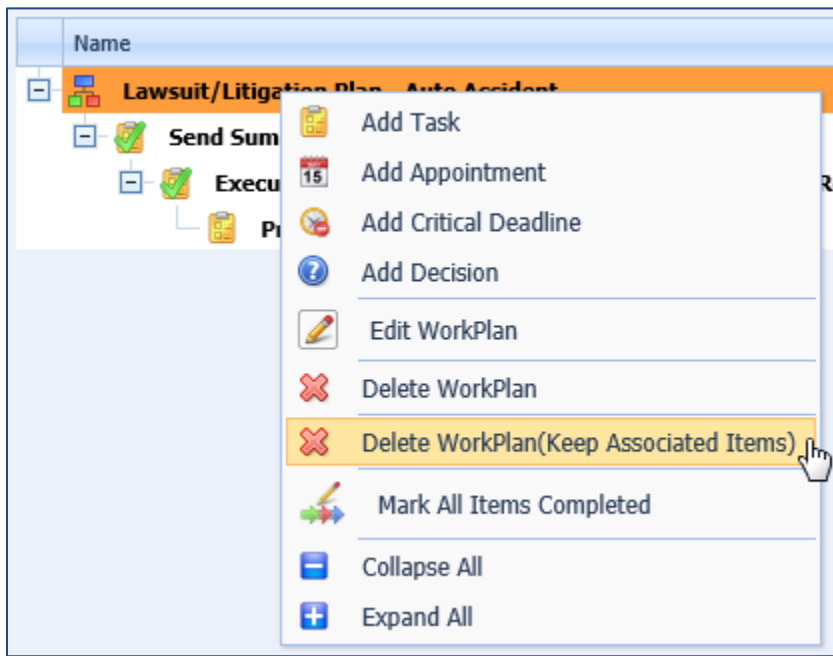 Name
Lawsuit/Litigation Plan - Auto Accident
Send Sum
Add Task
15
Add Appointment
Execu
R
Add Critical Deadline
Add Decision
Edit WorkPlan
Delete WorkPlan
Delete WorkPlan(Keep Associated Items)
Mark All Items Completed
Collapse All
Expand All